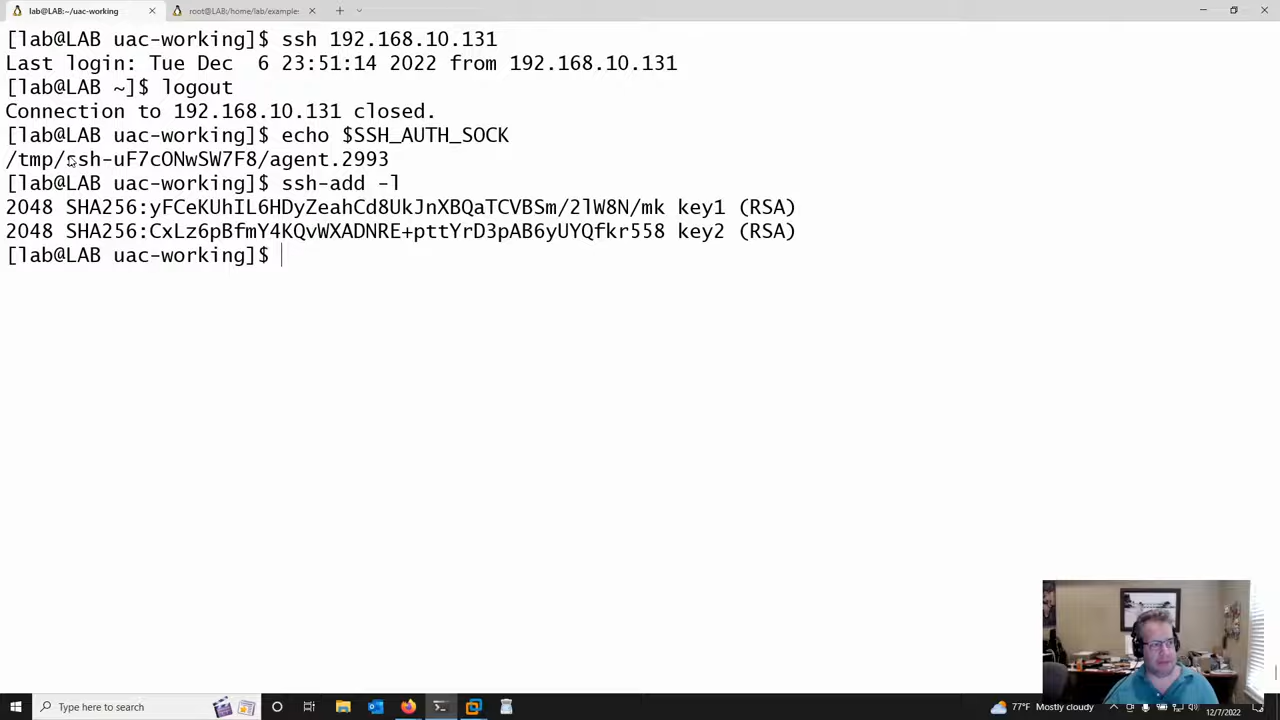 lab@LAB:~/uac-working
root@LAB:/home/lab/example:
[lab@LAB uac-working]$ ssh 192.168.10.131
Last login: Tue Dec  6 23:51:14 2022 from 192.168.10.131
[lab@LAB ~]$ logout
Connection to 192.168.10.131 closed.
[lab@LAB uac-working]$ echo $SSH_AUTH_SOCK
/tmp/ssh-uF7cONwSW7F8/agent.2993
[lab@LAB uac-working]$ ssh-add -l
2048 SHA256:yFCeKUhIL6HDyZeahCd8UkJnXBQaTCVBSm/2lW8N/mk key1 (RSA)
2048 SHA256:CxLz6pBfmY4KQvWXADNRE+pttYrD3pAB6yUYQfkr558 key2 (RSA)
[lab@LAB uac-working]$
Type here to search
77°F Mostly cloudy
12/7/2022